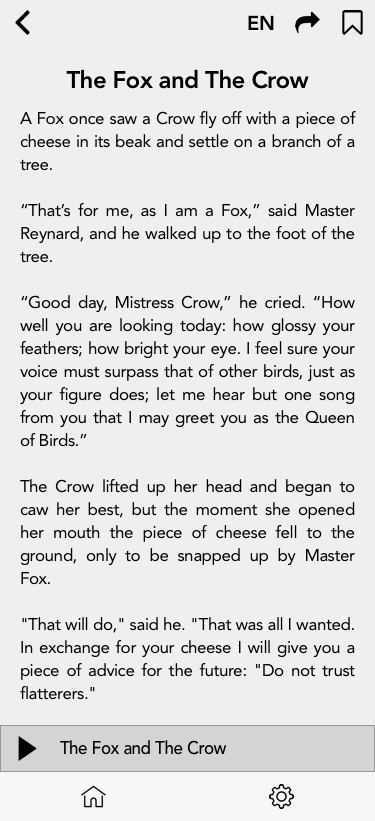 EN
The Fox and The Crow
A Fox once saw a Crow fly off with a piece of
cheese in its beak and settle on a branch of a
tree.
“That’s for me, as I am a Fox,” said Master
Reynard, and he walked up to the foot of the
tree.
“Good day, Mistress Crow,” he cried. “How
well you are looking today: how glossy your
feathers; how bright your eye. I feel sure your
voice must surpass that of other birds, just as
your figure does; let me hear but one song
from you that I may greet you as the Queen
of Birds.”
The Crow lifted up her head and began to
caw her best, but the moment she opened
her mouth the piece of cheese fell to the
ground, only to be snapped up by Master
Fox.
"That will do," said he. "That was all I wanted.
In exchange for your cheese I will give you a
piece of advice for the future: "Do not trust
flatterers."
The Fox and The Crow